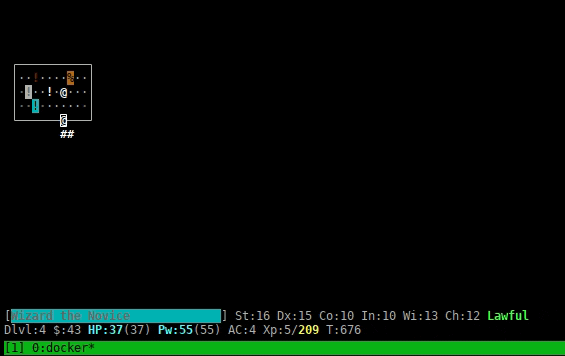 ··!····%··
·!··!·@···
··!·······
@
##
[Wizard the Novice] St:16 Dx:15 Co:10 In:10 Wi:13 Ch:12 Lawful
Dlvl:4 $:43 HP:37(37) Pw:55(55) AC:4 Xp:5/209 T:676
[1] 0:docker*